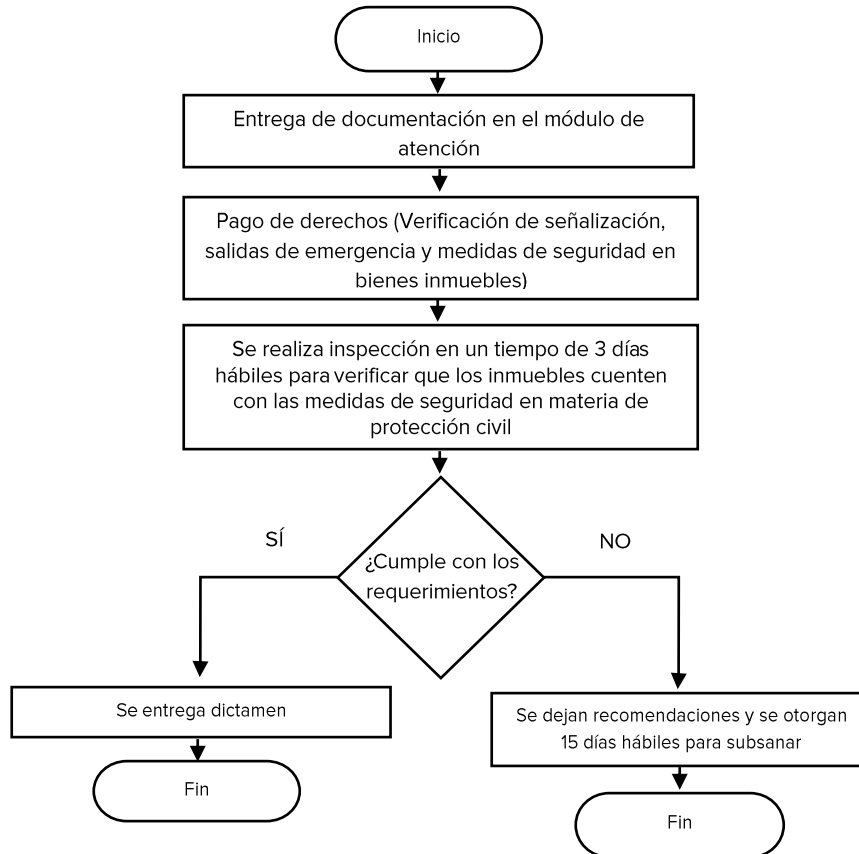 Inicio
Entrega de documentación en el módulo de
atención
Pago de derechos (Verificación de señalización,
salidas de emergencia y medidas de seguridad en
bienes inmuebles)
Se realiza inspección en un tiempo de 3 días
hábiles para verificar que los inmuebles cuenten
con las medidas de seguridad en materia de
protección civil
SÍ
NO
¿Cumple con los
requerimientos?
Se entrega dictamen
Fin
Se dejan recomendaciones y se otorgan
15 días hábiles para subsanar
Fin